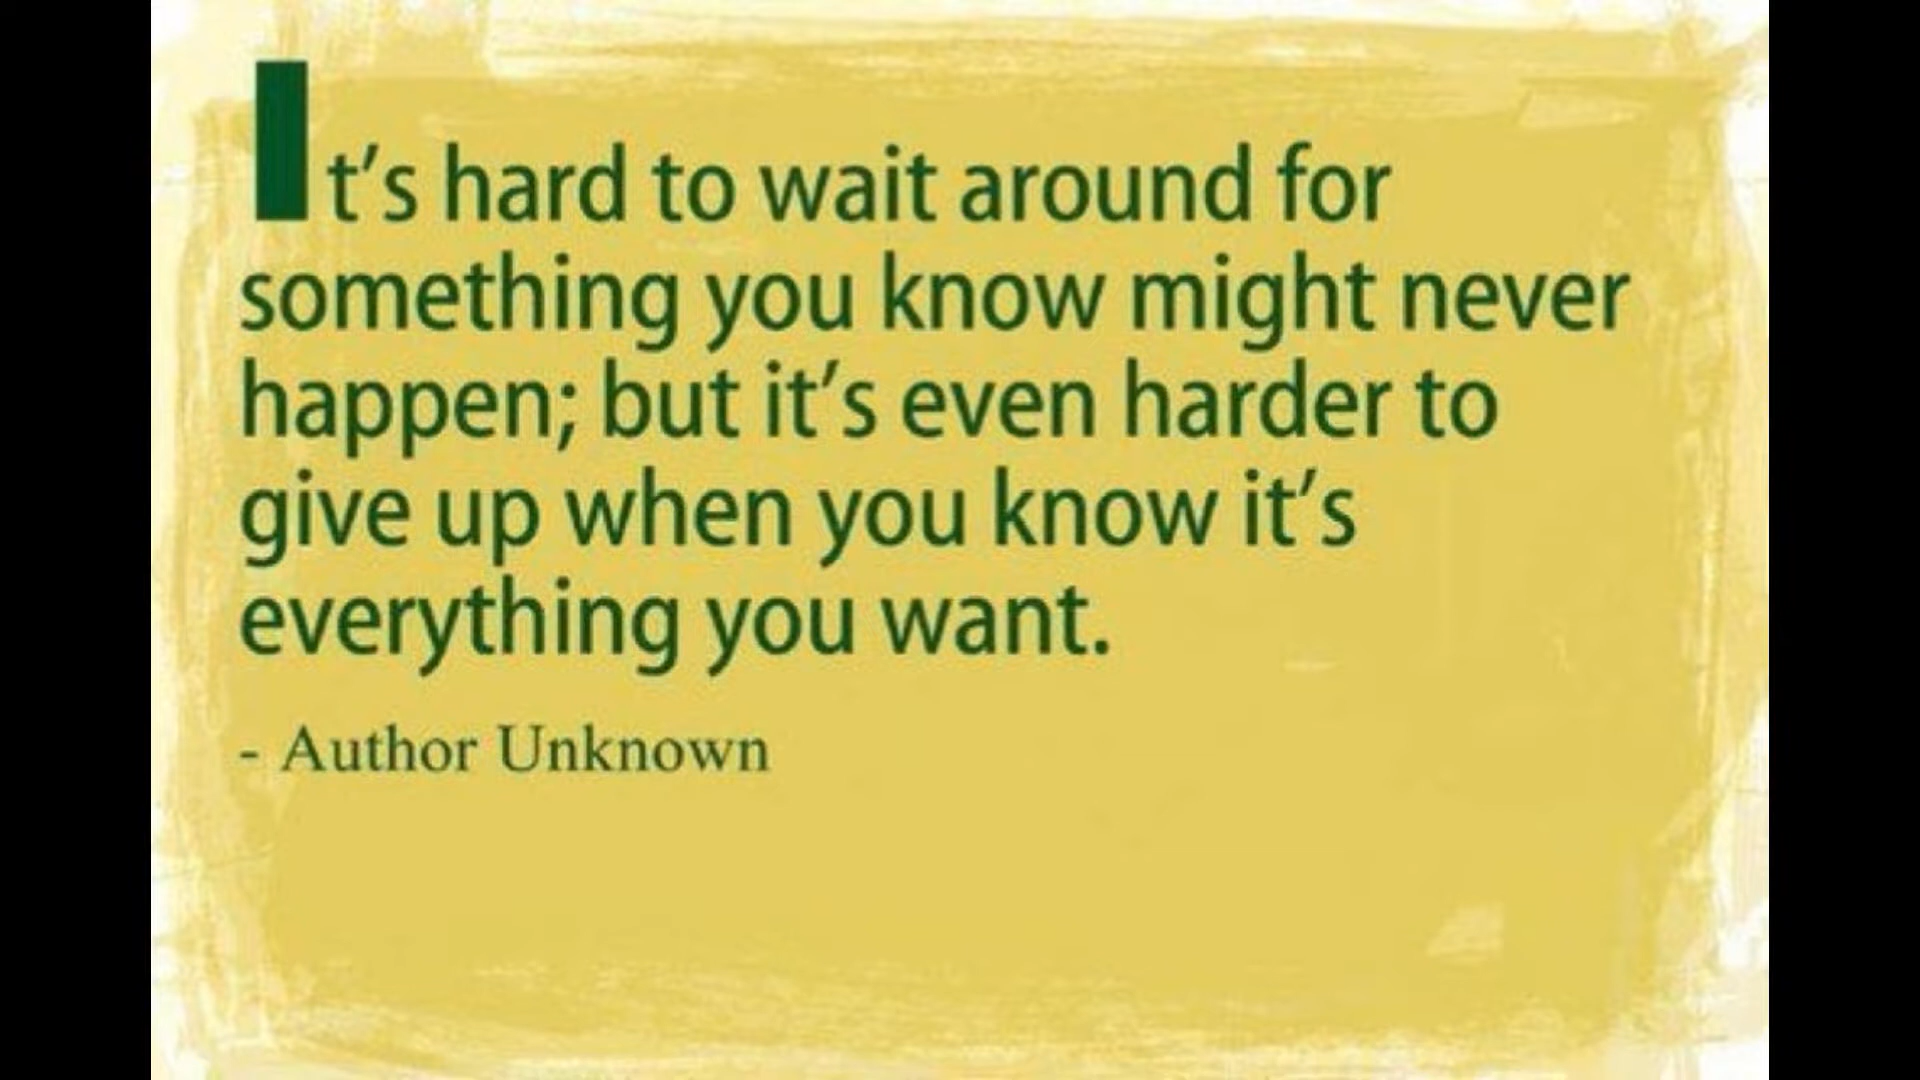 It’s hard to wait around for
something you know might never
happen; but it’s even harder to
give up when you know it’s
everything you want.
- Author Unknown